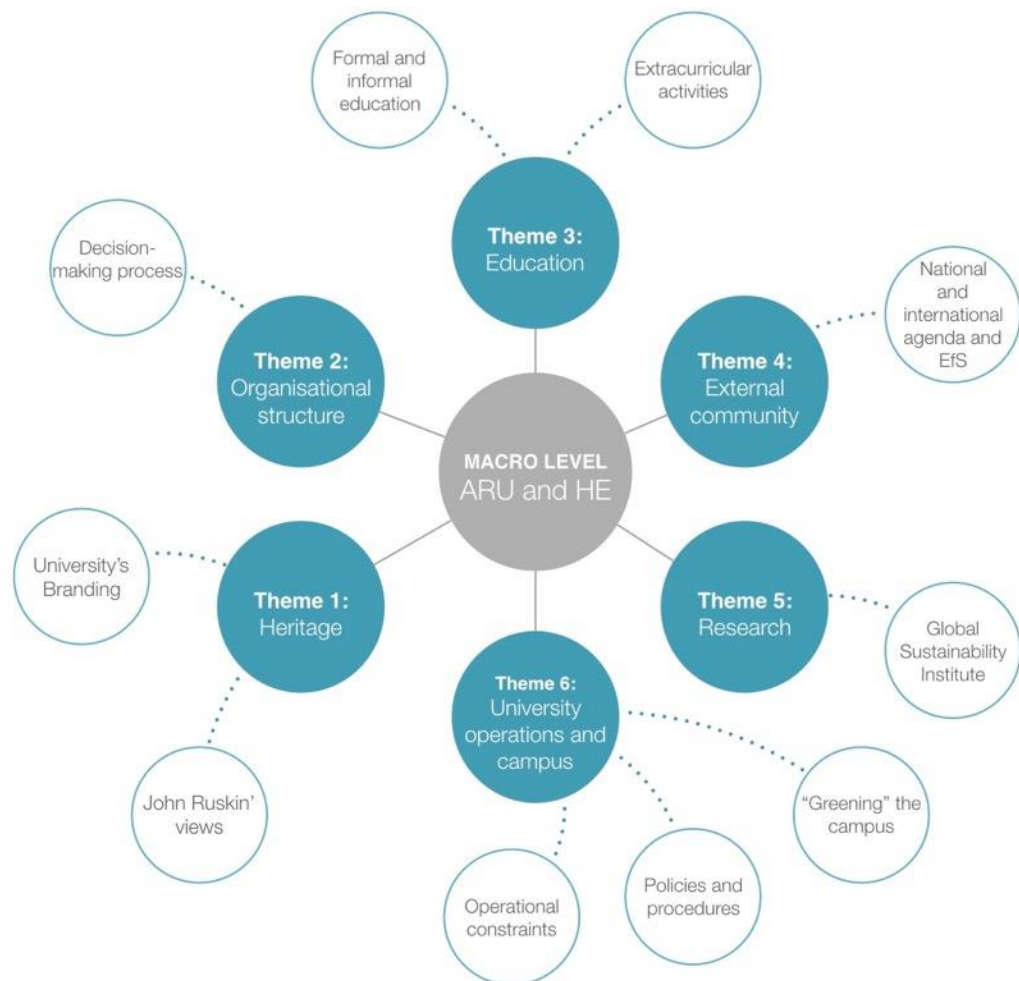 Formal and
informal
education
Extracurricular
activities
Theme 3:
Education
Decision-
making process
Theme 2:
Organisational
structure
National
and
international
agenda and
EfS
Theme 4:
External
community
MACRO LEVEL
ARU and HE
University's
Branding
Theme 1:
Heritage
Theme 5:
Research
Global
Sustainability
Institute
Theme 6:
University
operations and
campus
John Ruskin'
views
"Greening" the
campus
Operational
constraints
Policies and
procedures